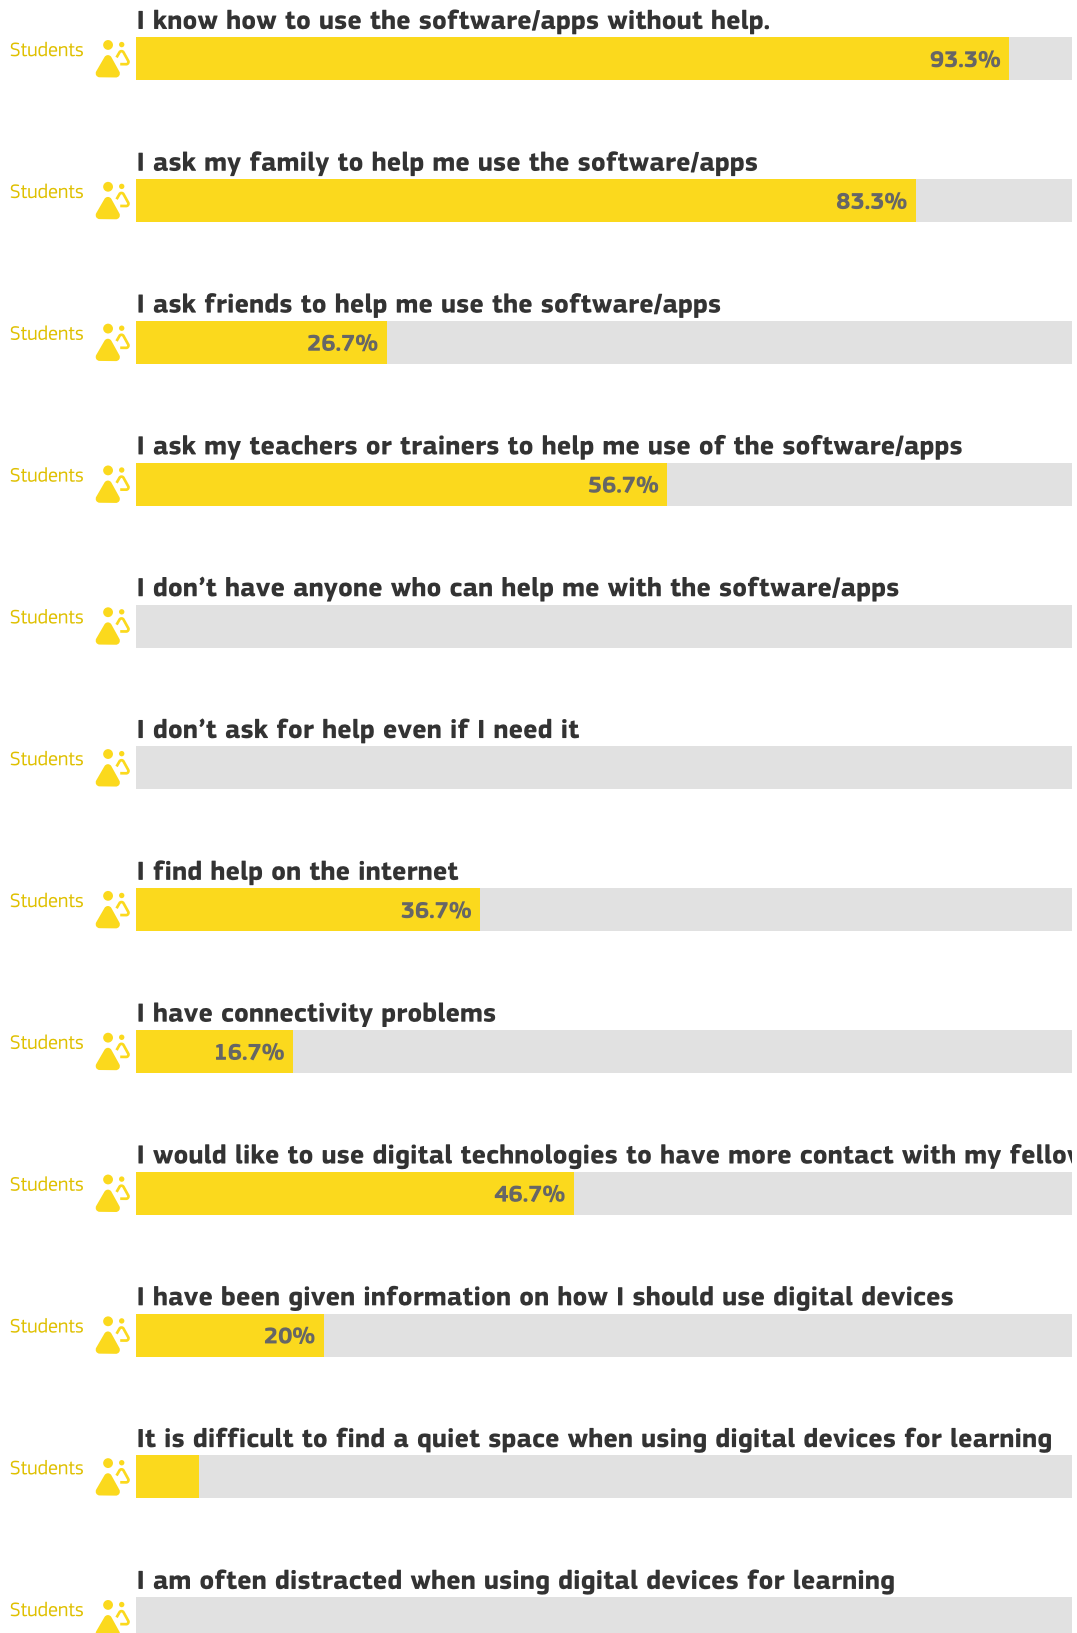 I know how to use the software/apps without help.
Students
93.3%
I ask my family to help me use the software/apps
Students
83.3%
I ask friends to help me use the software/apps
Students
26.7%
I ask my teachers or trainers to help me use of the software/apps
Students
56.7%
I don’t have anyone who can help me with the software/apps
Students
I don’t ask for help even if I need it
Students
I find help on the internet
Students
36.7%
I have connectivity problems
Students
16.7%
I would like to use digital technologies to have more contact with my
Students
46.7%
I have been given information on how I should use digital devices
Students
20%
It is difficult to find a quiet space when using digital devices for learning
Students
I am often distracted when using digital devices for learning
Students